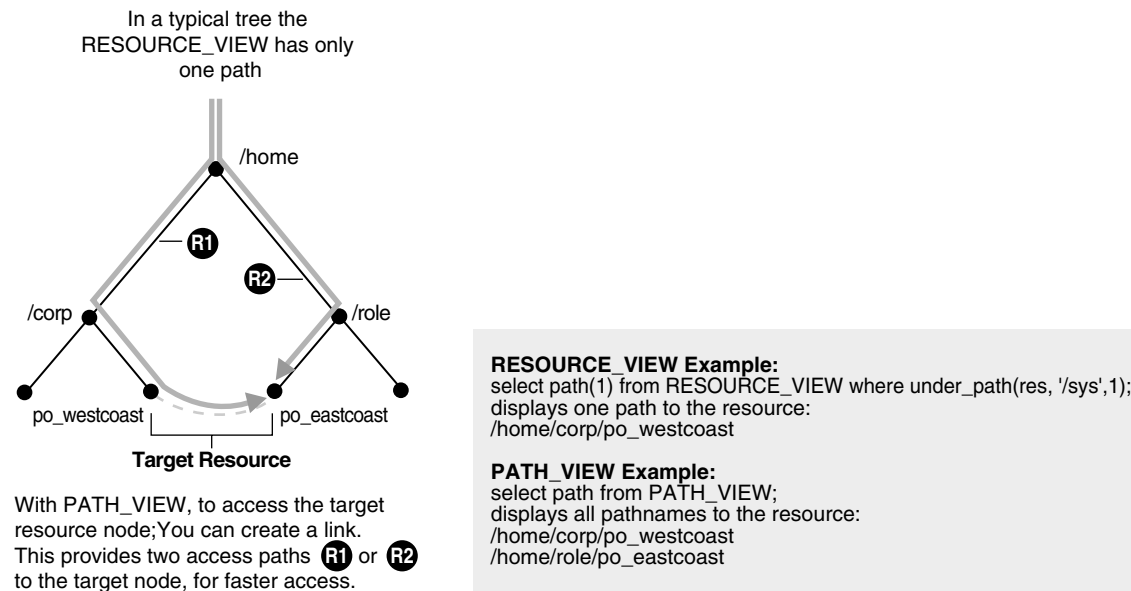 In a typical tree the
RESOURCE_VIEW has only
one path
/home
R1
R2
/corp
/role
po_westcoast
po_eastcoast
Target Resource
With PATH_VIEW, to access the target
resource node;You can create a link.
This provides two access paths R1 or R2
to the target node, for faster access.
RESOURCE_VIEW Example:
select path(1) from RESOURCE_VIEW where under_path(res, '/sys',1);
displays one path to the resource:
/home/corp/po_westcoast
PATH_VIEW Example:
select path from PATH_VIEW;
displays all pathnames to the resource:
/home/corp/po_westcoast
/home/role/po_eastcoast